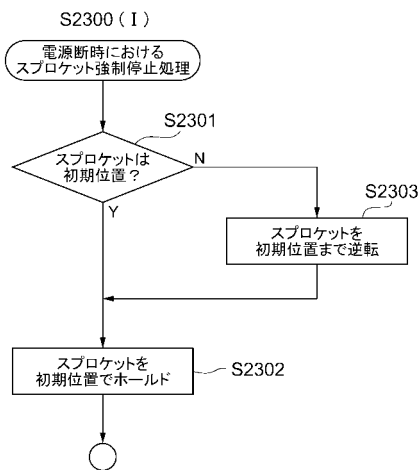 S2300 ( I )
電源断時における
スプロケット強制停止処理
S2301
スプロケットは
初期位置?
N
Y
S2303
スプロケットを
初期位置まで逆転
スプロケットを
初期位置でホールド
S2302